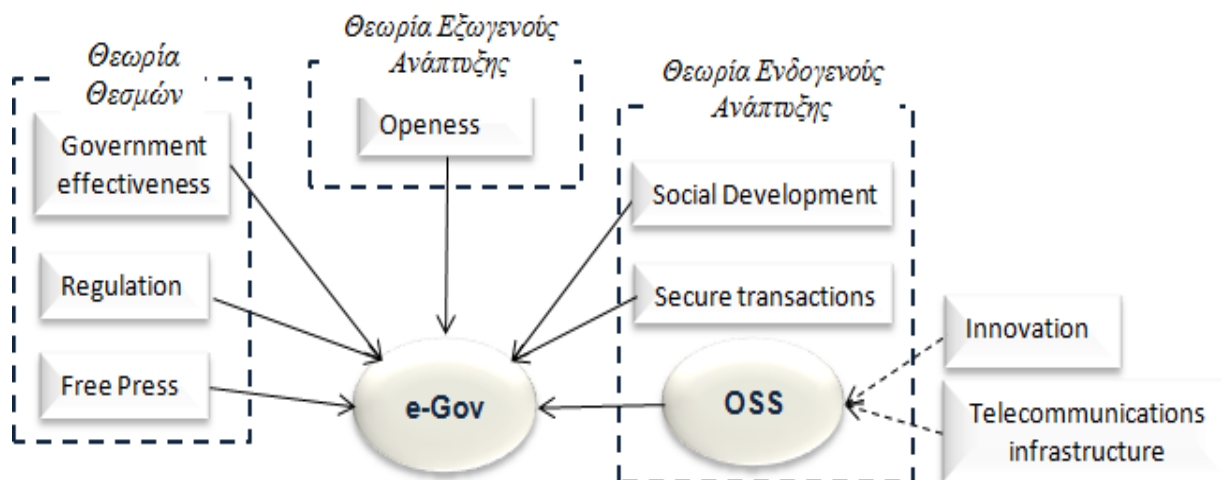 Θεωρία
Θεσμών
Government
effectiveness
Regulation
Free Press
Θεωρία Εξωγενούς
Ανάπτυξης
Openess
Θεωρία Ενδογενούς
Ανάπτυξης
Social Development
Secure transactions
e-Gov
OSS
Innovation
Telecommunications
infrastructure